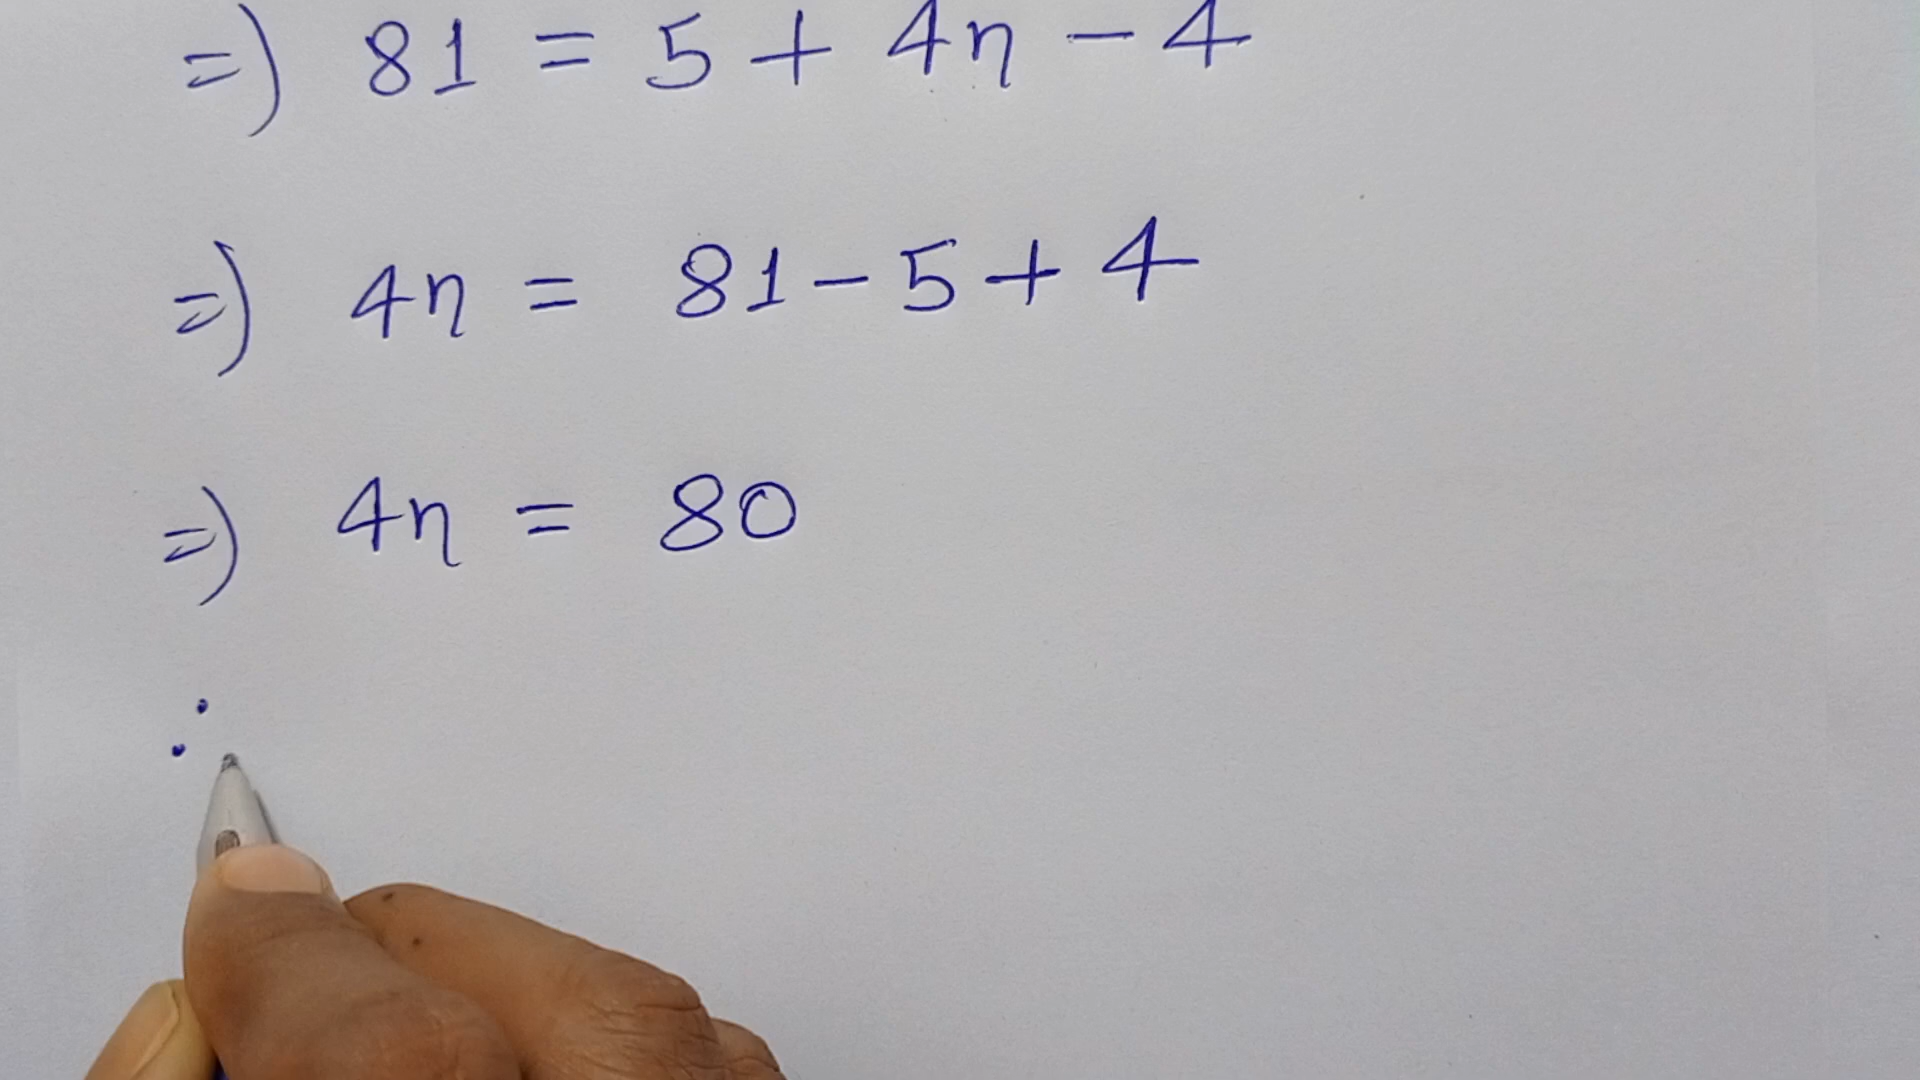 =) 81 = 5 + 4n - 4
=) 4n = 81 - 5 + 4
=) 4n = 80
∴